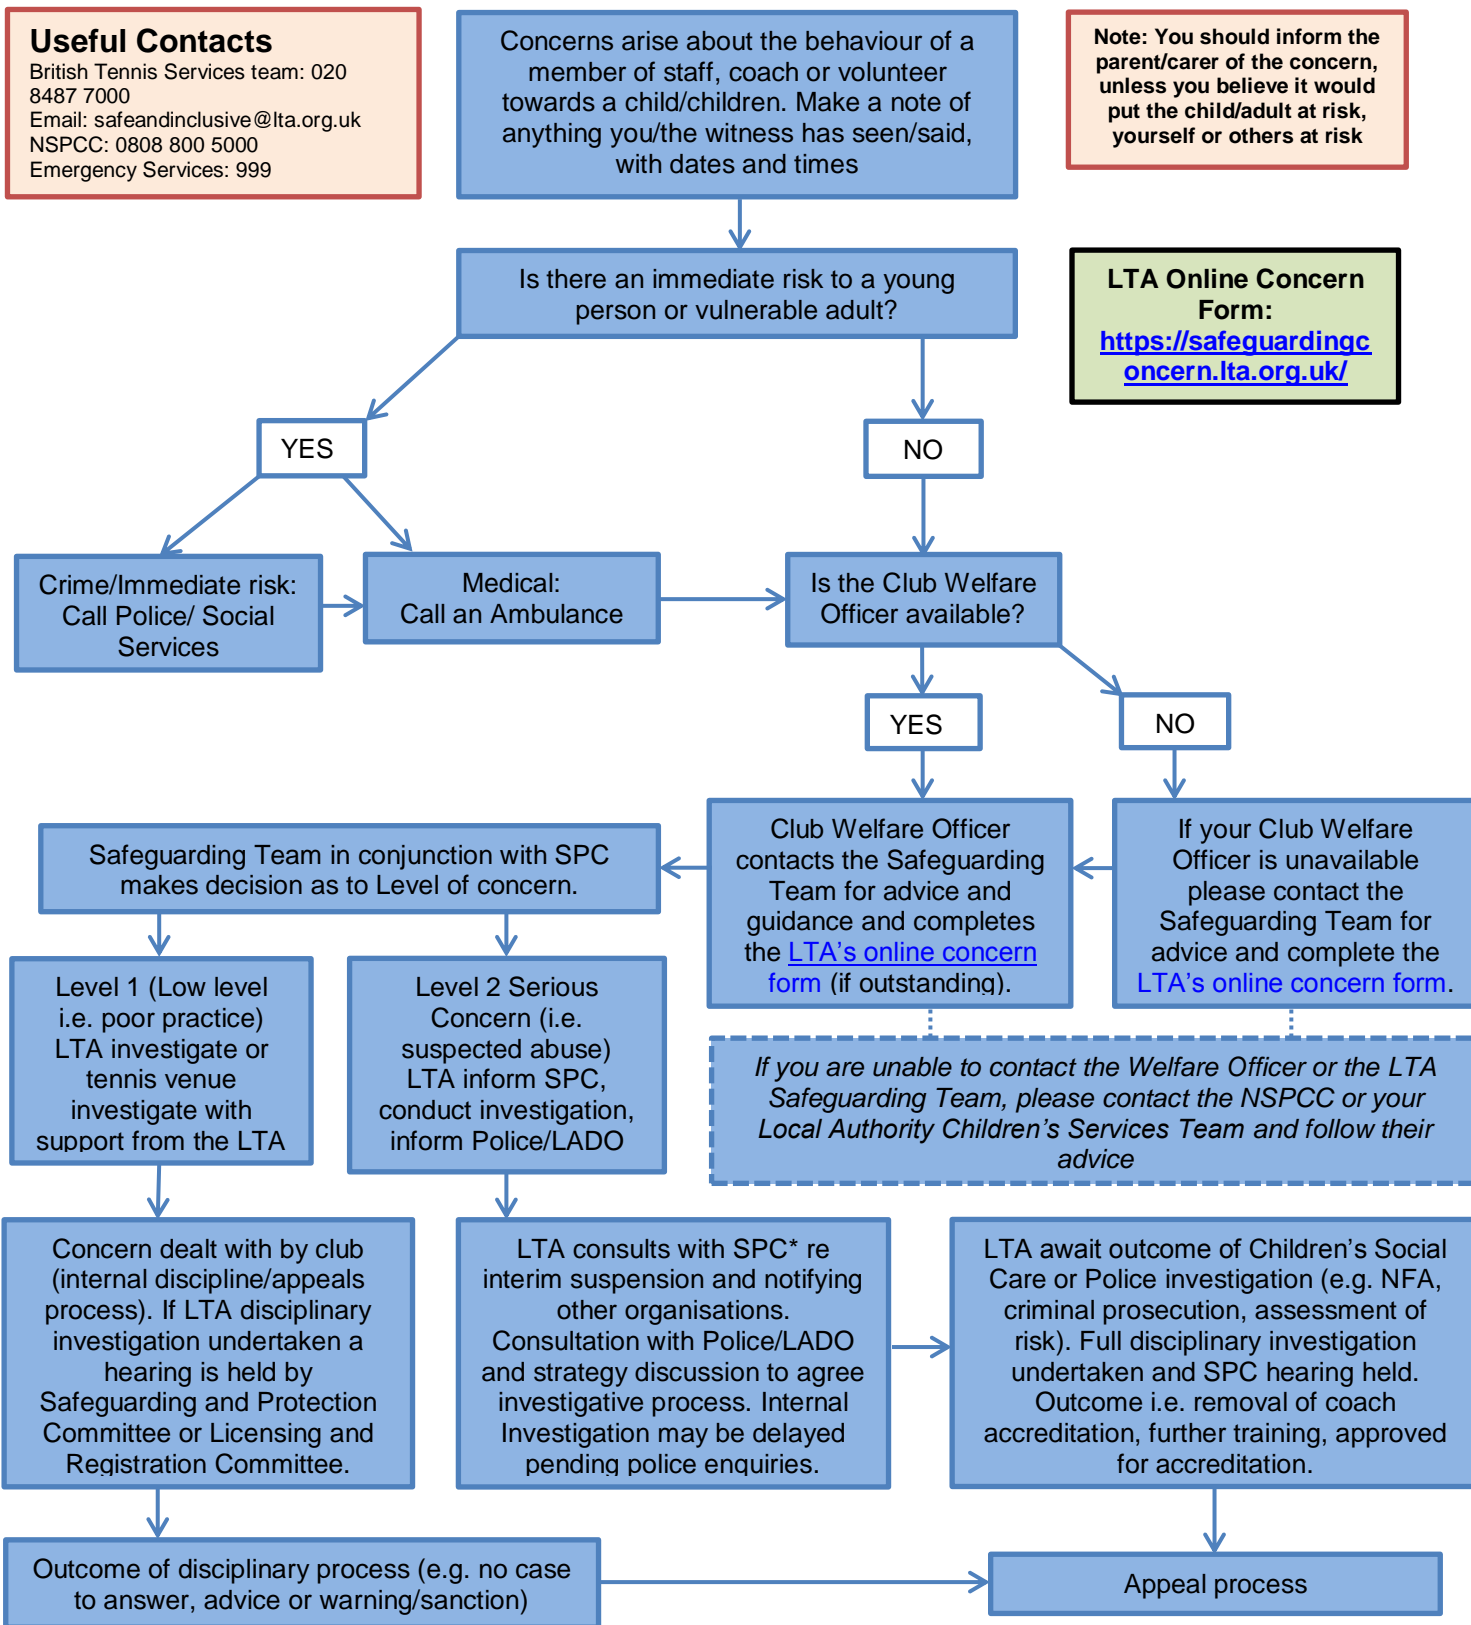 Useful Contacts
British Tennis Services team: 020
8487 7000
Email: safeandinclusive@lta.org.uk
NSPCC: 0808 800 5000
Emergency Services: 999
Concerns arise about the behaviour of a
member of staff, coach or volunteer
towards a child/children. Make a note of
anything you/the witness has seen/said,
with dates and times
Note: You should inform the
parent/carer of the concern,
unless you believe it would
put the child/adult at risk,
yourself or others at risk
Is there an immediate risk to a young
person or vulnerable adult?
LTA Online Concern
Form:
https://safeguardingc
oncern.lta.org.uk/
YES
NO
Crime/Immediate risk:
Call Police/ Social
Services
Medical:
Call an Ambulance
Is the Club Welfare
Officer available?
YES
NO
Safeguarding Team in conjunction with SPC
makes decision as to Level of concern.
Club Welfare Officer
contacts the Safeguarding
Team for advice and
guidance and completes
the LTA's online concern
form (if outstanding).
If your Club Welfare
Officer is unavailable
please contact the
Safeguarding Team for
advice and complete the
LTA's online concern form.
Level 1 (Low level
i.e. poor practice)
LTA investigate or
tennis venue
investigate with
support from the LTA
Level 2 Serious
Concern (i.e.
suspected abuse)
LTA inform SPC,
conduct investigation,
inform Police/LADO
If you are unable to contact the Welfare Officer or the LTA
Safeguarding Team, please contact the NSPCC or your
Local Authority Children's Services Team and follow their
advice
Concern dealt with by club
(internal discipline/appeals
process). If LTA disciplinary
investigation undertaken a
hearing is held by
Safeguarding and Protection
Committee or Licensing and
Registration Committee.
LTA consults with SPC* re
interim suspension and notifying
other organisations.
Consultation with Police/LADO
and strategy discussion to agree
investigative process. Internal
Investigation may be delayed
pending police enquiries.
LTA await outcome of Children's Social
Care or Police investigation (e.g. NFA,
criminal prosecution, assessment of
risk). Full disciplinary investigation
undertaken and SPC hearing held.
Outcome i.e. removal of coach
accreditation, further training, approved
for accreditation.
Outcome of disciplinary process (e.g. no case
to answer, advice or warning/sanction)
Appeal process